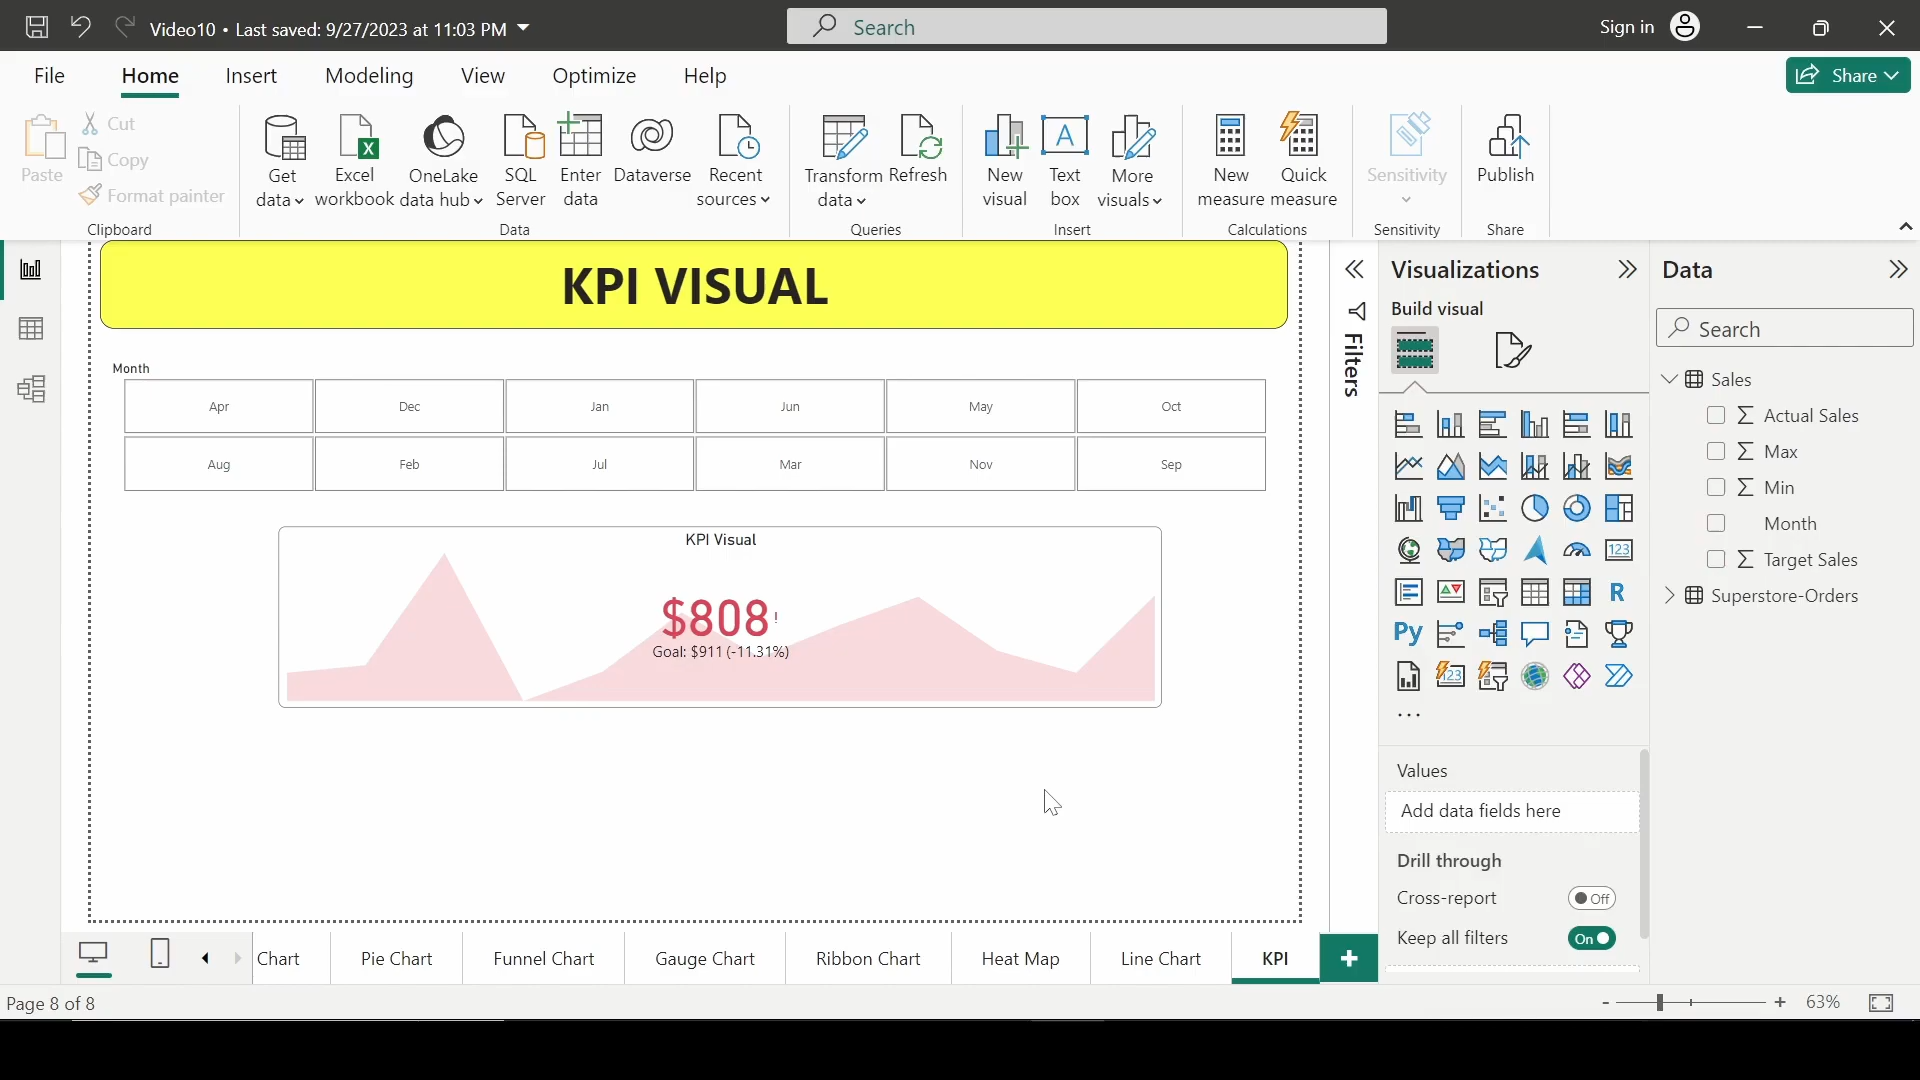 Video10 • Last saved: 9/27/2023 at 11:03 PM
Search
Sign in
File
Home
Insert
Modeling
View
Optimize
Help
Share
Paste
Cut
Copy
Format painter
Clipboard
Get data
Excel workbook
OneLake data hub
SQL Server
Enter data
Dataverse
Recent sources
Data
Transform data
Refresh
Queries
New visual
Text box
More visuals
Insert
New measure
Quick measure
Calculations
Sensitivity
Sensitivity
Publish
Share
KPI VISUAL
Month
Apr
Dec
Jan
Jun
May
Oct
Aug
Feb
Jul
Mar
Nov
Sep
KPI Visual
$808!
Goal: $911 (-11.31%)
Filters
Visualizations
Build visual
123
R
Py
123
...
Values
Add data fields here
Drill through
Cross-report
Off
Keep all filters
On
Data
Search
Sales
Σ Actual Sales
Σ Max
Σ Min
Month
Σ Target Sales
Superstore-Orders
Chart
Pie Chart
Funnel Chart
Gauge Chart
Ribbon Chart
Heat Map
Line Chart
KPI
+
Page 8 of 8
- + 63%